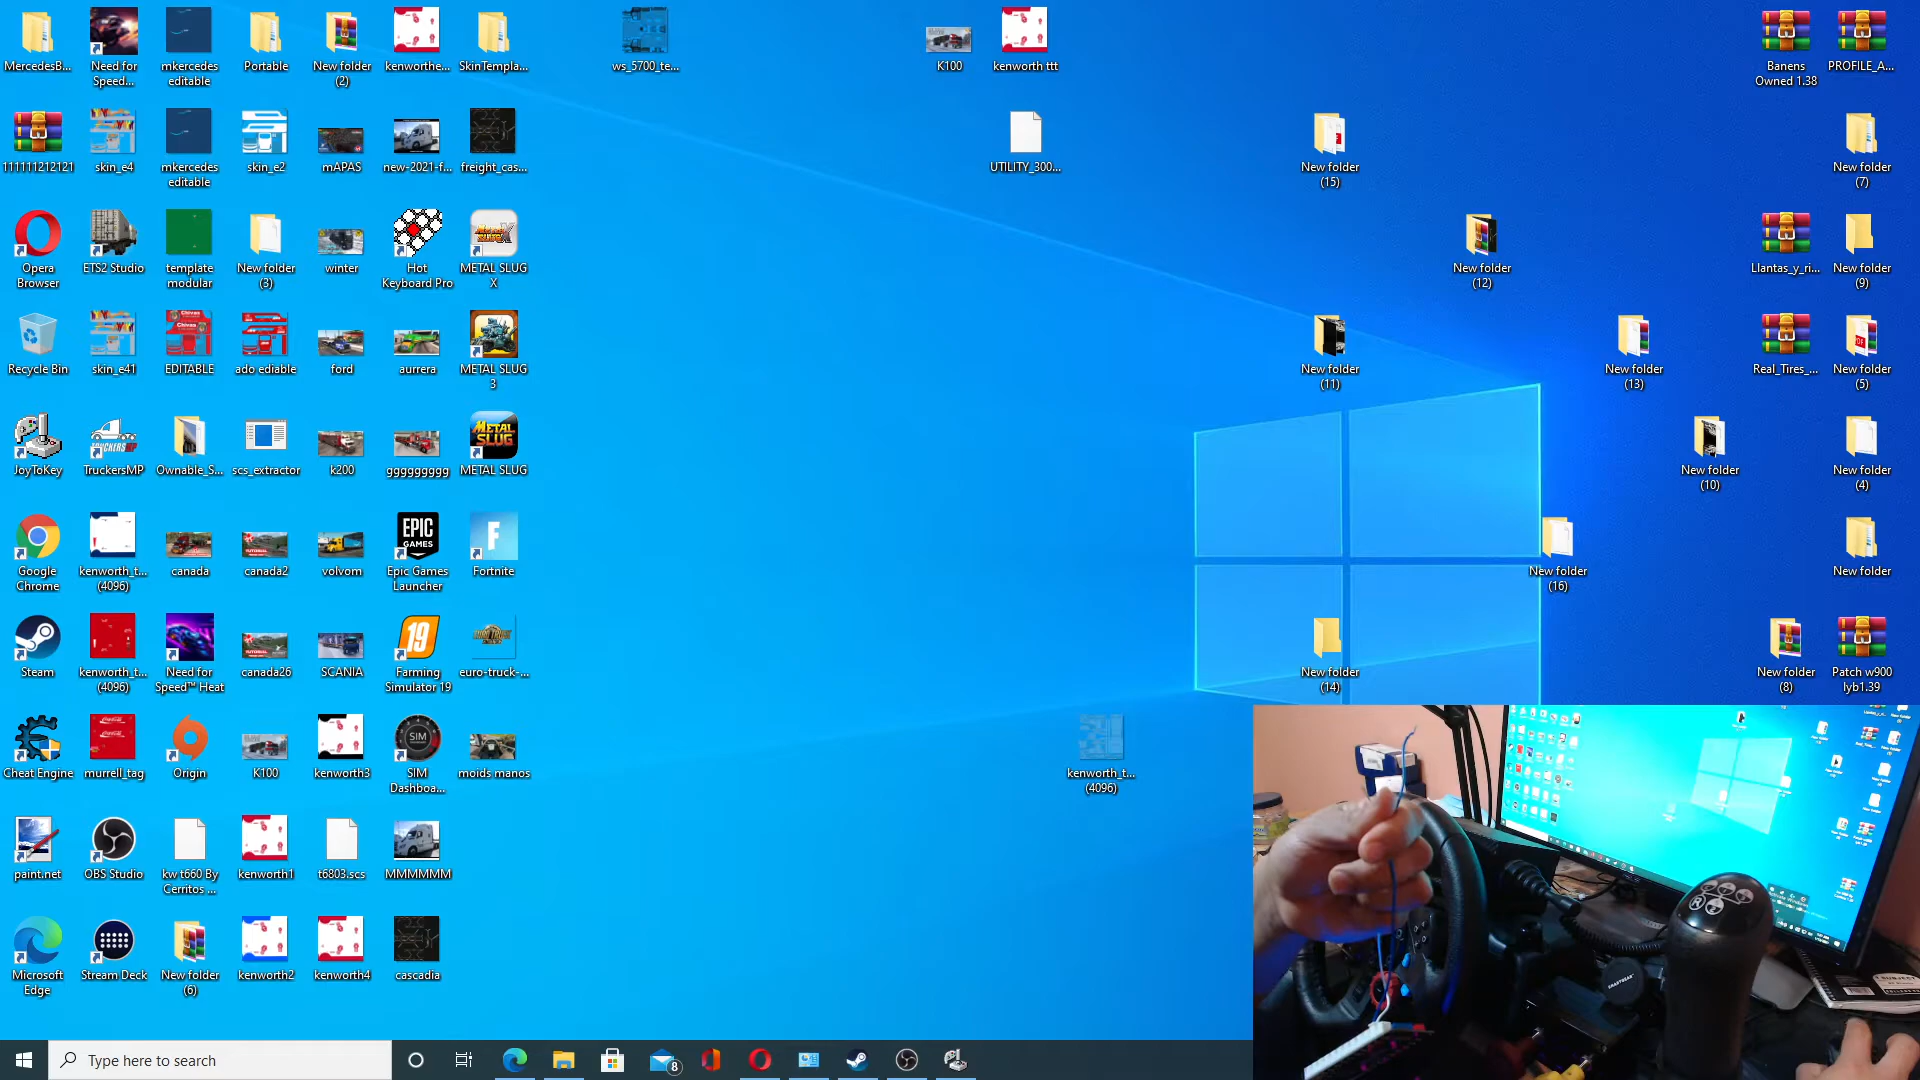 MercedesB...
Need for
Speed...
mkercedes
editable
Portable
New folder
(2)
kenworthe...
SkinTempla...
ws_5700_te...
K100
kenworth ttt
Banens
Owned 1.38
PROFILE_A...
111111212121
skin_e4
mkercedes
editable
skin_e2
mAPAS
new-2021-f...
freight_cas...
UTILITY_300...
New folder
(15)
New folder
(7)
Opera
Browser
ETS2 Studio
template
modular
New folder
(3)
winter
Hot
Keyboard Pro
METAL SLUG
X
New folder
(12)
Llantas_y_ri...
New folder
(9)
Recycle Bin
skin_e41
Chivas
EDITABLE
ado ediable
ford
aurrera
METAL SLUG
3
New folder
(11)
New folder
(13)
Real_Tires_...
New folder
(5)
JoyToKey
TRUCKERSMP
TruckersMP
Ownable_S...
scs_extractor
k200
ggggggggg
METAL
SLUG
METAL SLUG
New folder
(10)
New folder
(4)
Google
Chrome
kenworth_t...
(4096)
canada
canada2
volvom
EPIC
GAMES
Epic Games
Launcher
F
Fortnite
New folder
(16)
New folder
Steam
kenworth_t...
(4096)
Need for
Speed™ Heat
canada26
SCANIA
19
Farming
Simulator 19
euro-truck-...
New folder
(14)
New folder
(8)
Patch w900
lyb1.39
Cheat Engine
murrell_tag
Origin
K100
kenworth3
SIM
SIM
Dashboa...
moids manos
kenworth_t...
(4096)
paint.net
OBS Studio
kw t660 By
Cerritos ...
kenworth1
t6803.scs
MMMMMM
Microsoft
Edge
Stream Deck
New folder
(6)
kenworth2
kenworth4
cascadia
R
Type here to search
8